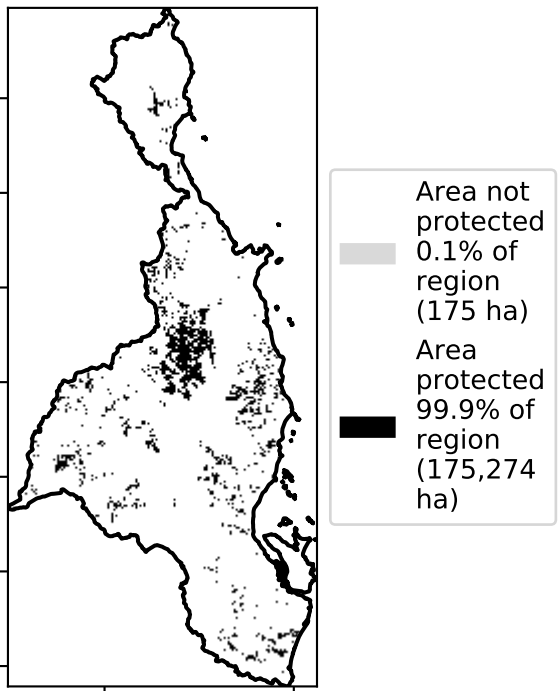 Area not
protected
0.1% of
region
(175 ha)
Area
protected
99.9% of
region
(175,274
ha)